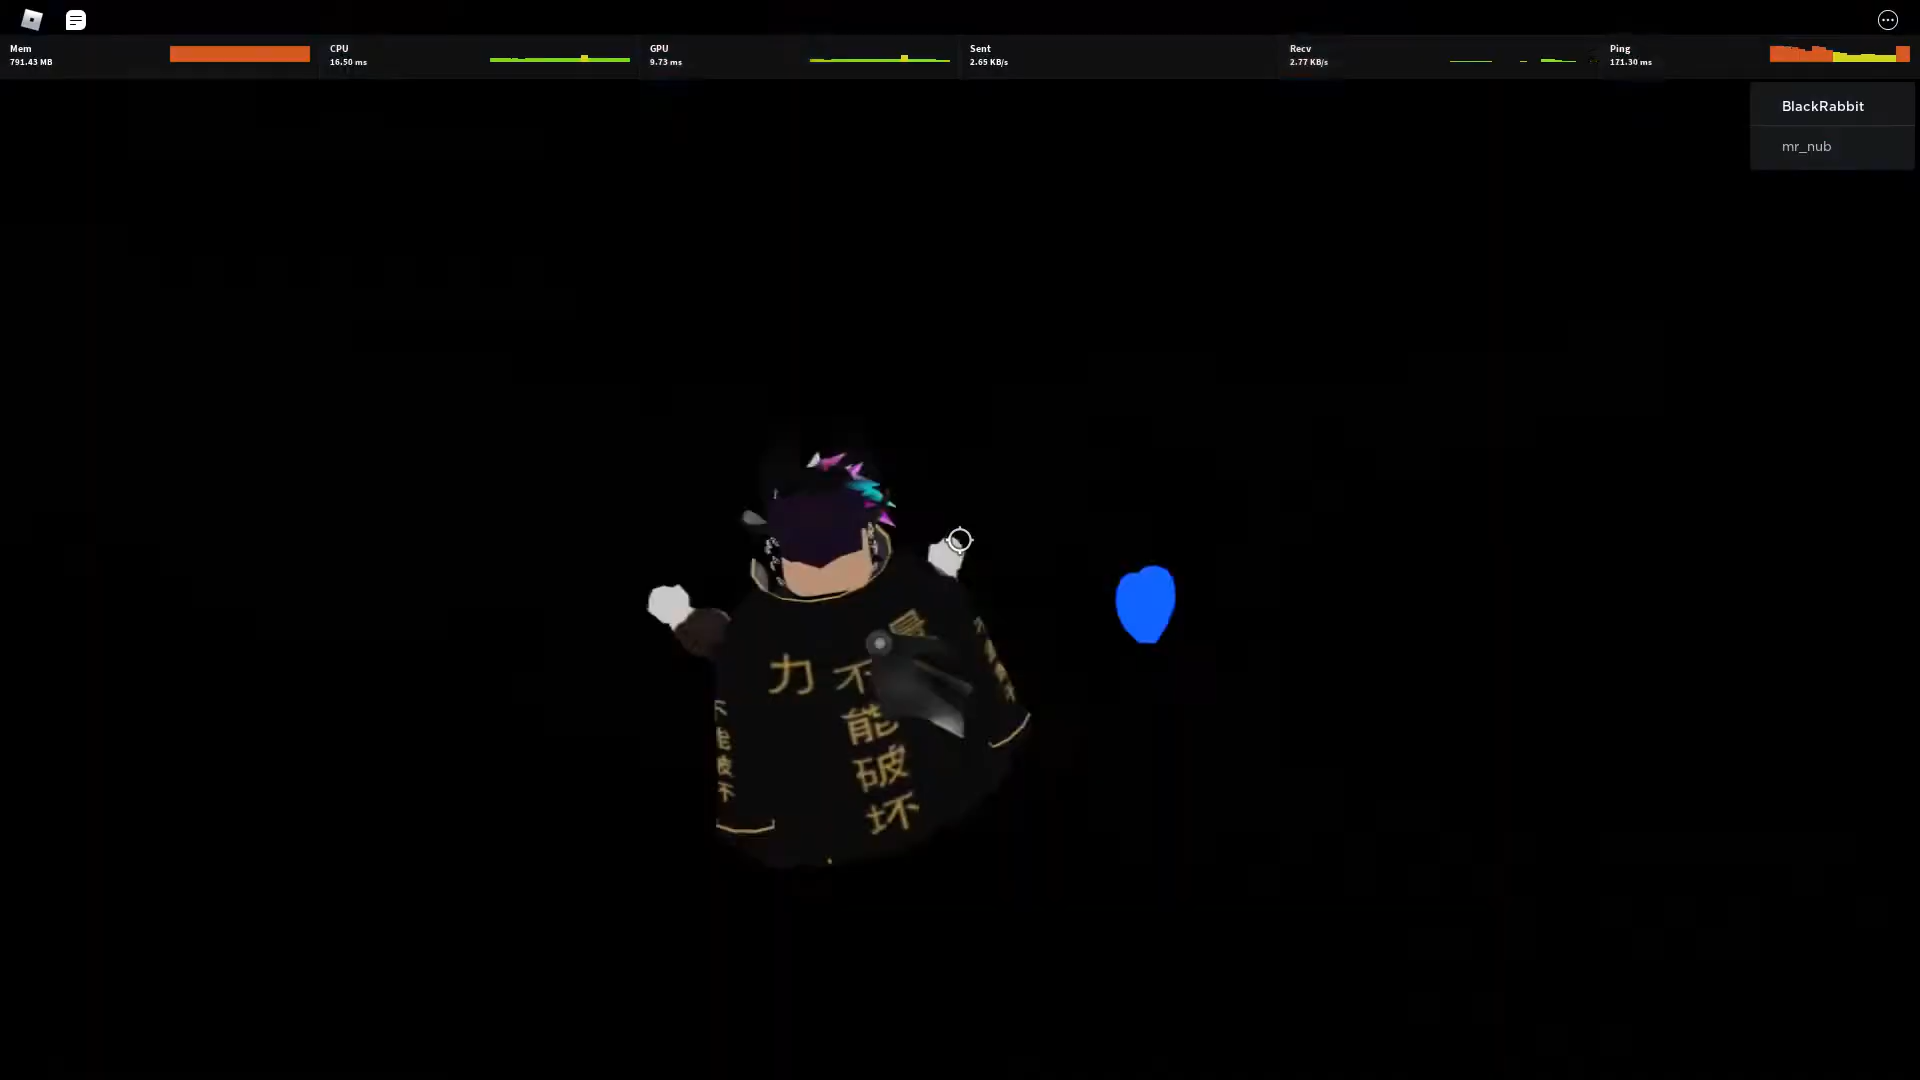 Mem
791.43 MB
CPU
16.50 ms
GPU
9.73 ms
Sent
2.65 KB/s
Recv
2.77 KB/s
Ping
171.30 ms
BlackRabbit
mr_nub
力
不
能
破
坏